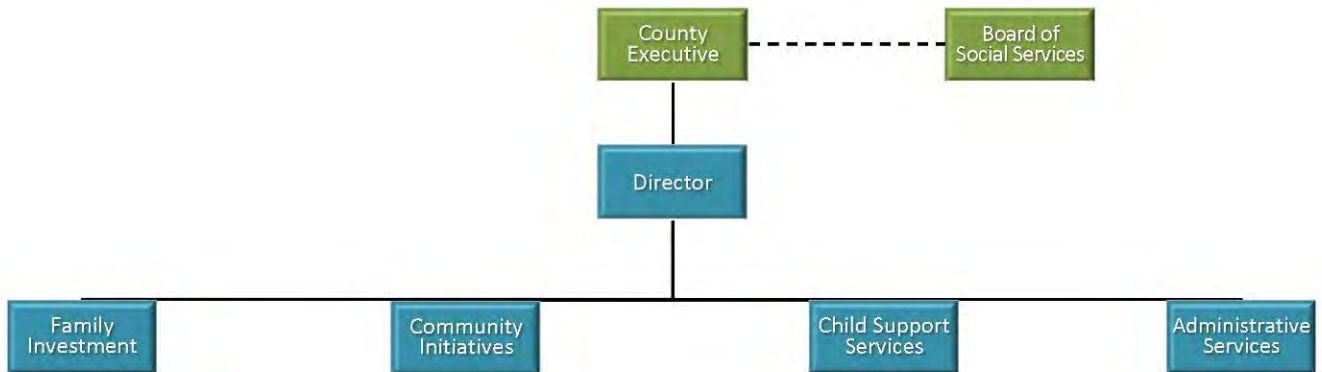 County
Executive
Board of
Social Services
Director
Family
Investment
Community
Initiatives
Child Support
Services
Administrative
Services